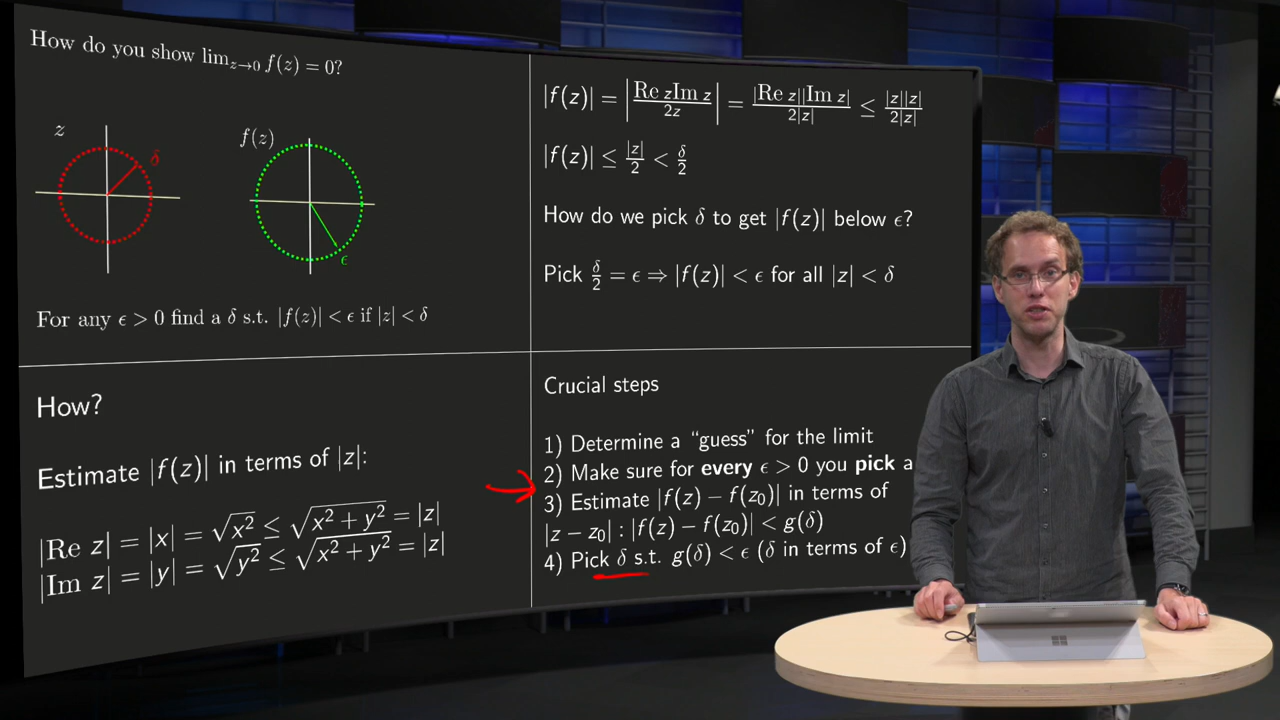 How do you show lim_{z→0} f(z) = 0?
z
δ
f(z)
ϵ
For any ϵ > 0 find a δ s.t. |f(z)| < ϵ if |z| < δ
|f(z)| = |Re zIm z / 2z| = |Re z||Im z| / 2|z| ≤ |z||z| / 2|z|
|f(z)| ≤ |z|/2 < δ/2
How do we pick δ to get |f(z)| below ϵ?
Pick δ/2 = ϵ ⇒ |f(z)| < ϵ for all |z| < δ
How?
Estimate |f(z)| in terms of |z|:
|Re z| = |x| = √x² ≤ √x² + y² = |z|
|Im z| = |y| = √y² ≤ √x² + y² = |z|
Crucial steps
1) Determine a “guess” for the limit
2) Make sure for every ϵ > 0 you pick a
3) Estimate |f(z) − f(z₀)| in terms of
|z − z₀| : |f(z) − f(z₀)| < g(δ)
4) Pick δ s.t. g(δ) < ϵ (δ in terms of ϵ)